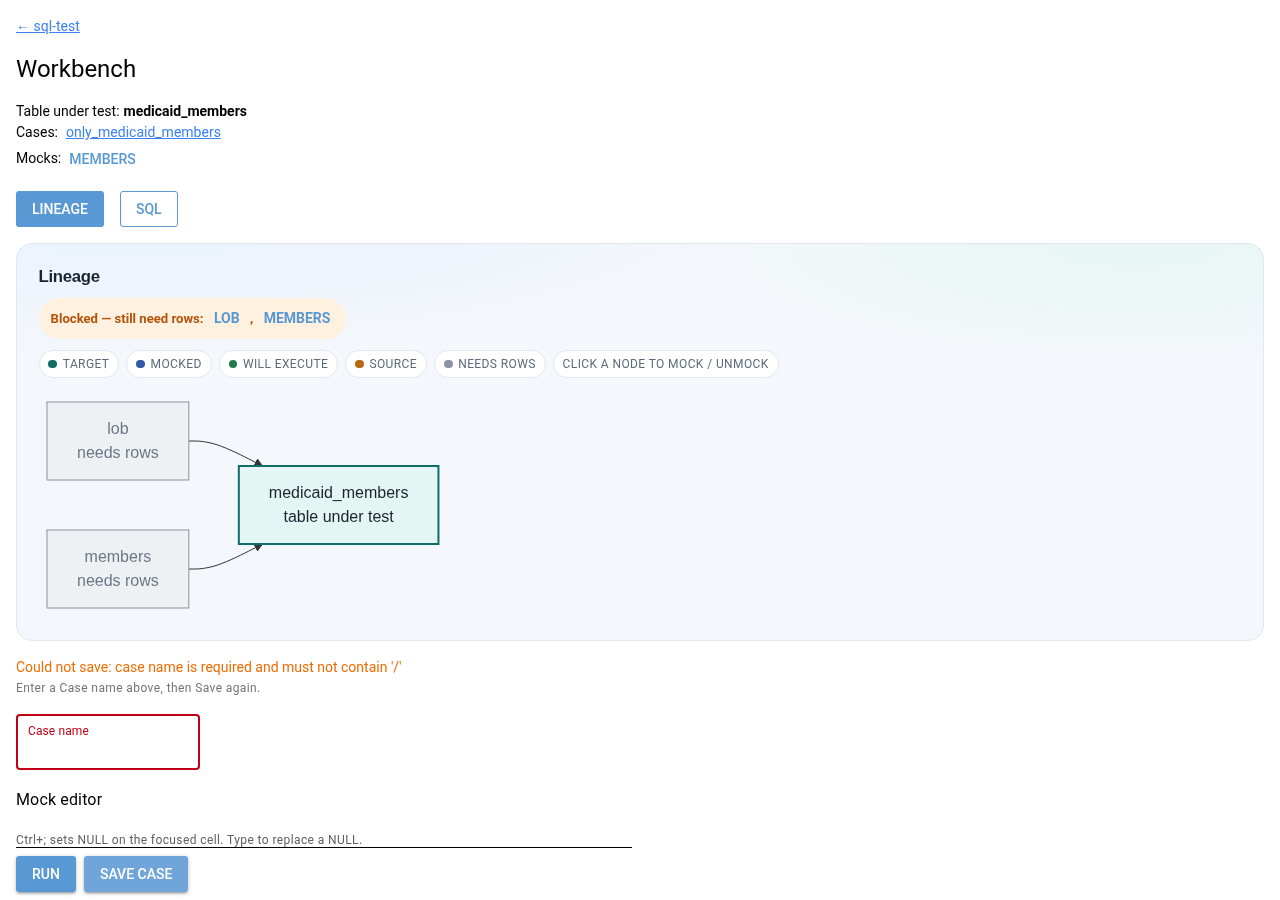 ← sql-test
Workbench
Table under test: medicaid_members
Cases: only_medicaid_members
Mocks: MEMBERS
LINEAGE SQL
Lineage
Blocked — still need rows: LOB , MEMBERS
TARGET MOCKED WILL EXECUTE SOURCE NEEDS ROWS CLICK A NODE TO MOCK / UNMOCK
lob
needs rows
medicaid_members
table under test
members
needs rows
Could not save: case name is required and must not contain '/'
Enter a Case name above, then Save again.
Case name
Mock editor
Ctrl+; sets NULL on the focused cell. Type to replace a NULL.
RUN SAVE CASE